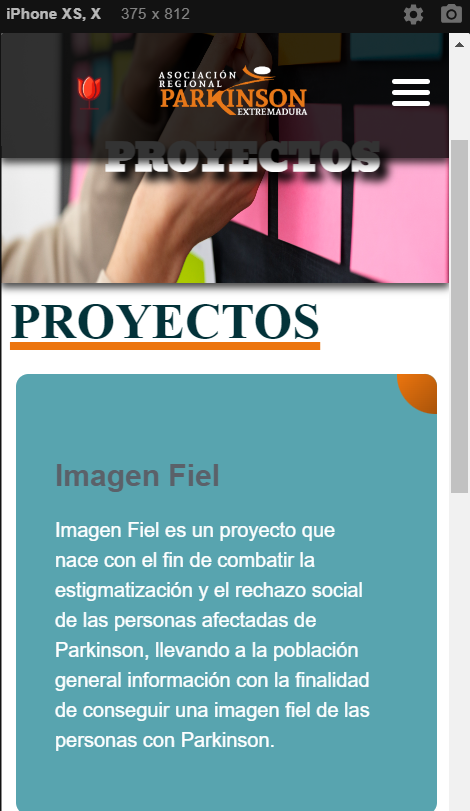 iPhone XS, X 375 x 812
ASOCIACIÓN
REGIONAL
PARKINSON
EXTREMADURA
PROYECTOS
PROYECTOS
Imagen Fiel
Imagen Fiel es un proyecto que
nace con el fin de combatir la
estigmatización y el rechazo social
de las personas afectadas de
Parkinson, llevando a la población
general información con la finalidad
de conseguir una imagen fiel de las
personas con Parkinson.